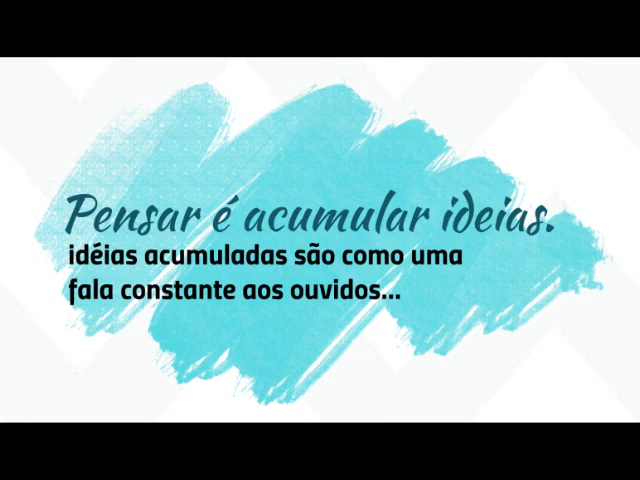 Pensar é acumular ideias.
idéias acumuladas são como uma
fala constante aos ouvidos...